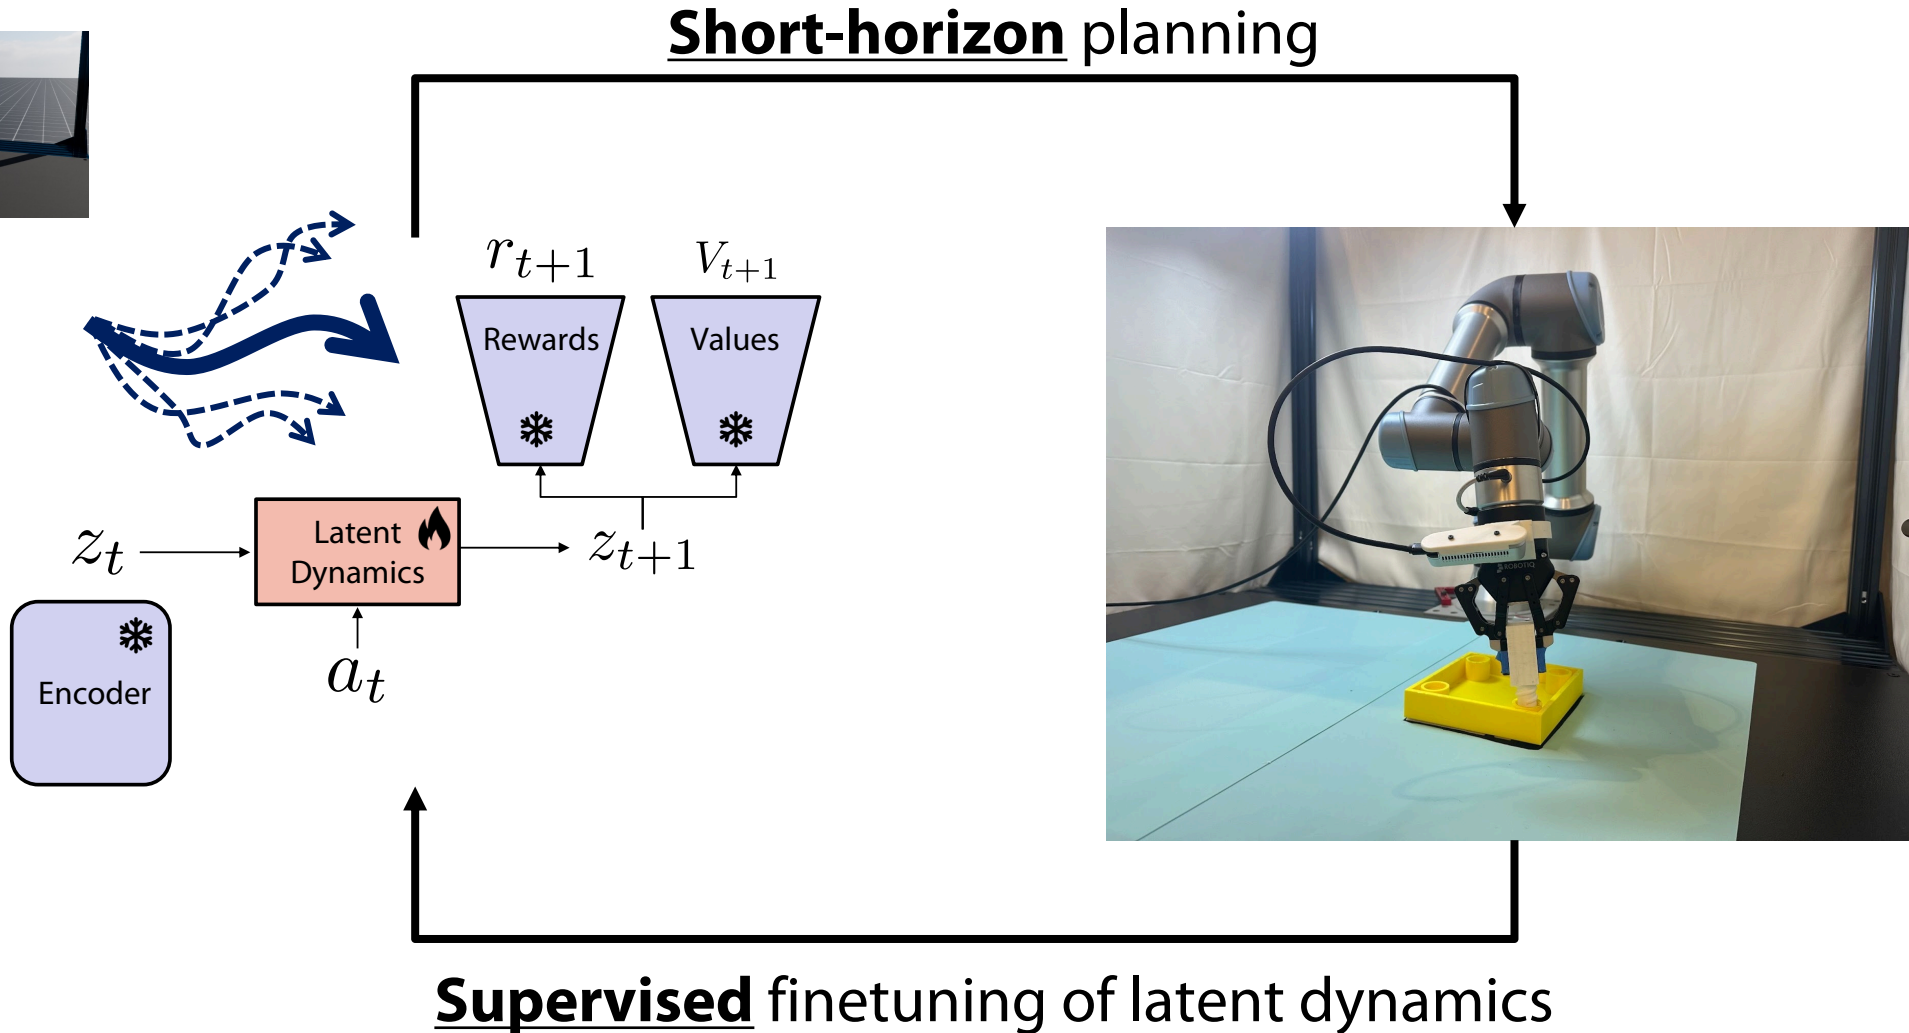 Short-horizon planning
r_{t+1}
V_{t+1}
Rewards
Values
z_t
Latent
Dynamics
z_{t+1}
a_t
Encoder
ROBOTIQ
Supervised finetuning of latent dynamics